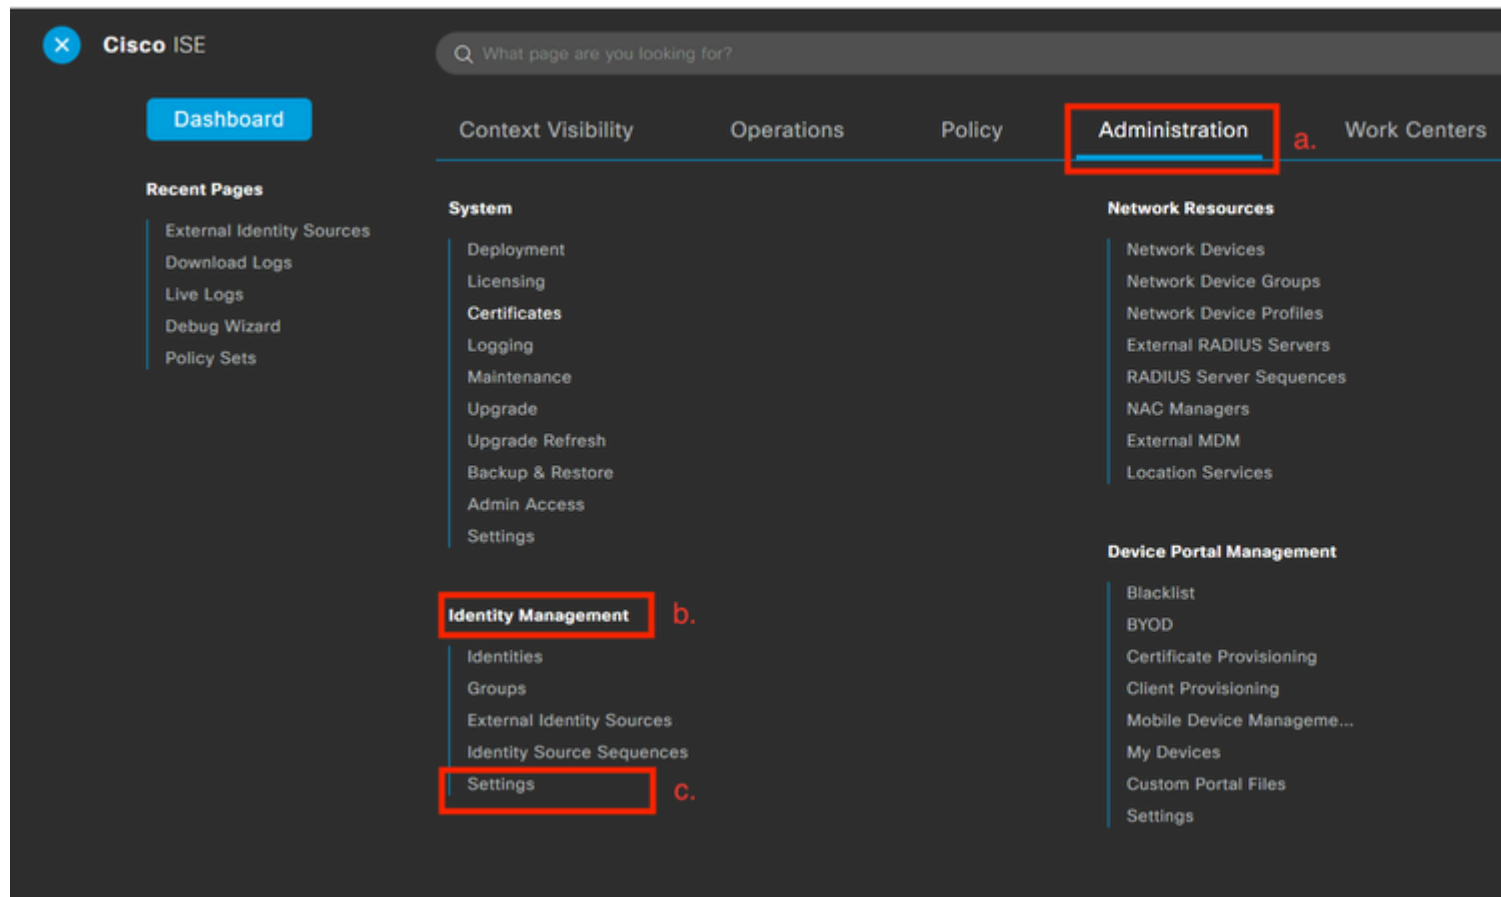 Cisco ISE
What page are you looking for?
Dashboard
Context Visibility
Operations
Policy
Administration
a.
Work Centers
Recent Pages
External Identity Sources
Download Logs
Live Logs
Debug Wizard
Policy Sets
System
Deployment
Licensing
Certificates
Logging
Maintenance
Upgrade
Upgrade Refresh
Backup & Restore
Admin Access
Settings
Identity Management
b.
Identities
Groups
External Identity Sources
Identity Source Sequences
Settings
c.
Network Resources
Network Devices
Network Device Groups
Network Device Profiles
External RADIUS Servers
RADIUS Server Sequences
NAC Managers
External MDM
Location Services
Device Portal Management
Blacklist
BYOD
Certificate Provisioning
Client Provisioning
Mobile Device Manageme...
My Devices
Custom Portal Files
Settings